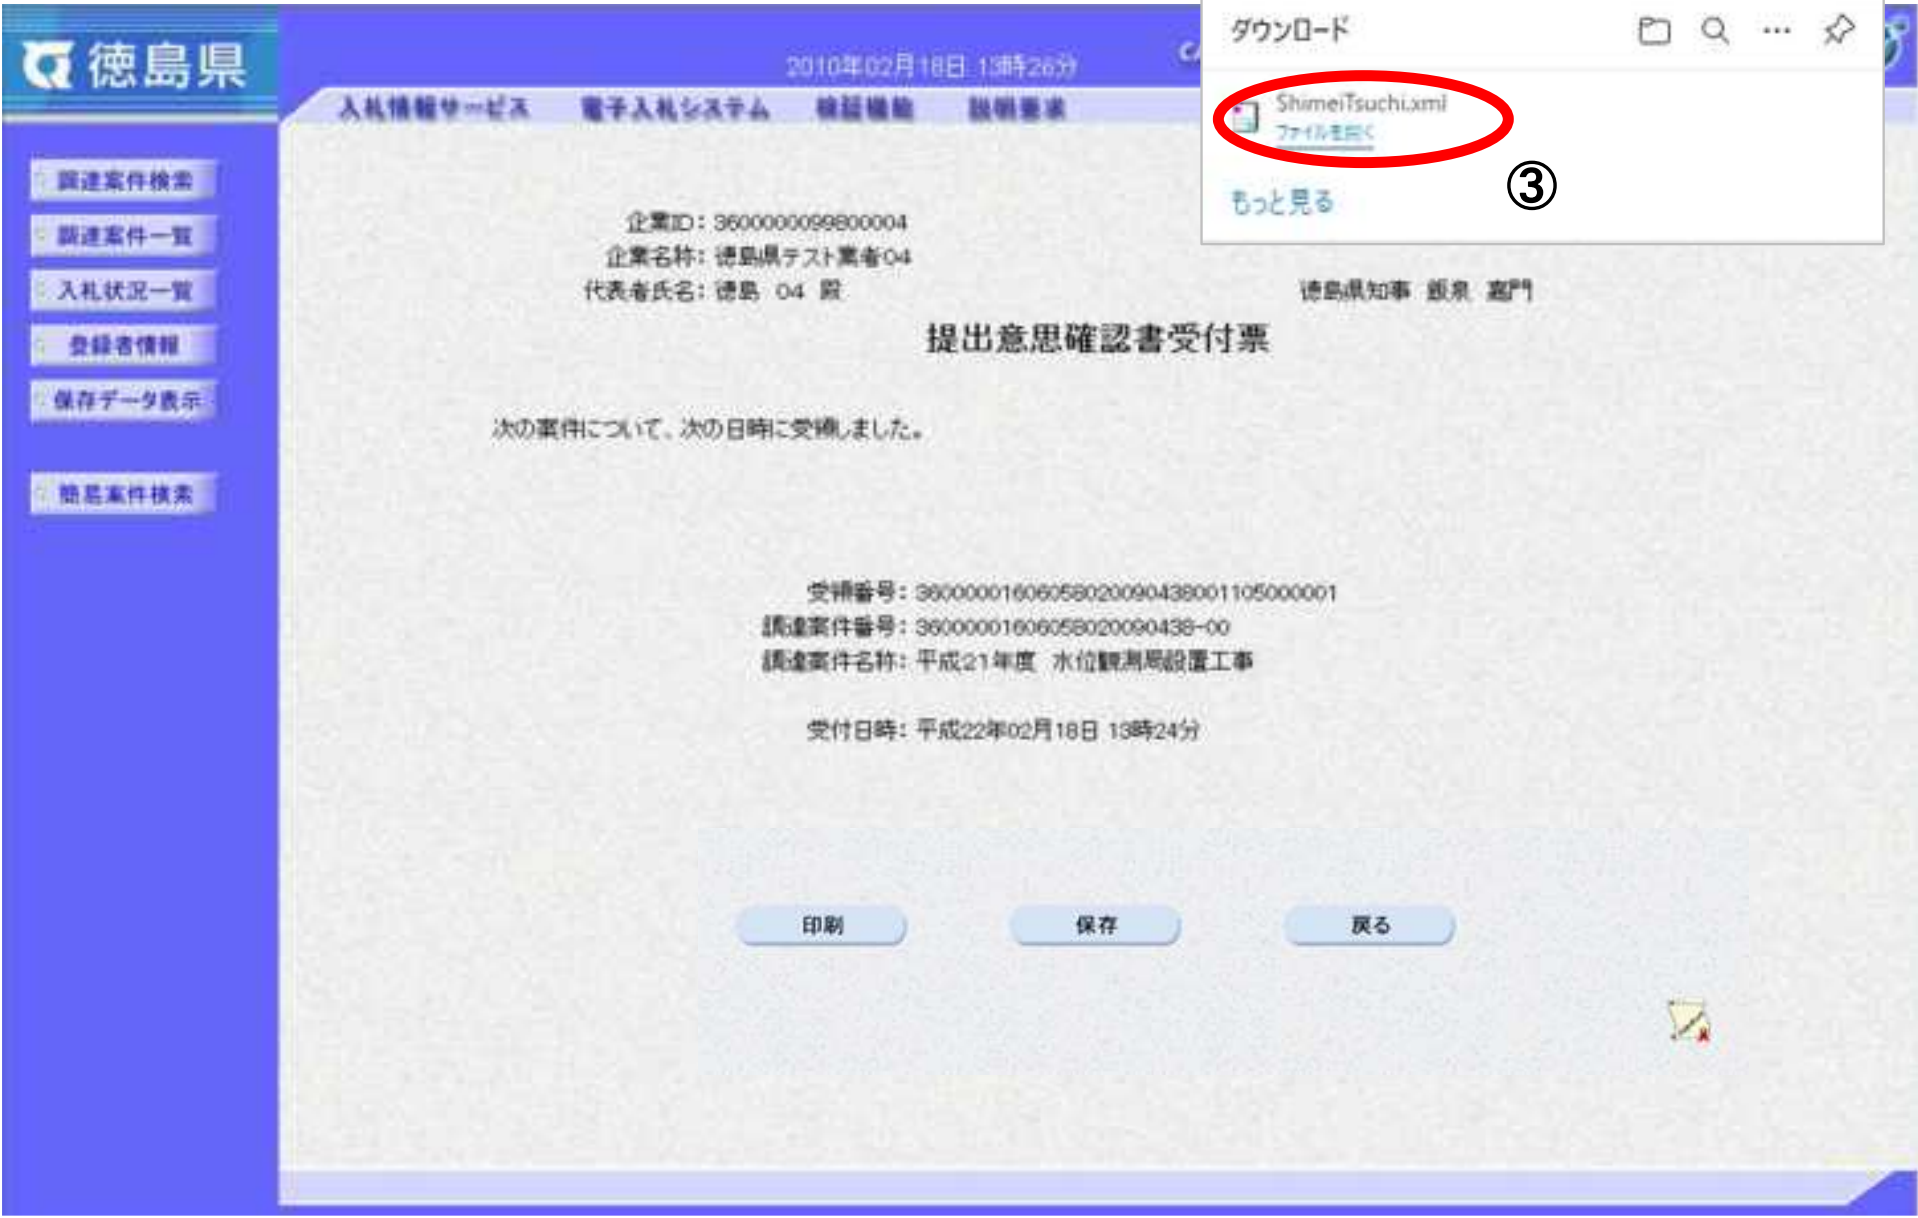 徳島県
2010年02月18日 13時26分
CA
入札情報サービス 電子入札システム 検証機能 説明要求
ダウンロード
ShimeiTsuchi.xml
ファイルを開く
もっと見る
③
調達案件検索
調達案件一覧
入札状況一覧
登録者情報
保存データ表示
簡易案件検索
企業ID：3600000099800004
企業名称：徳島県テスト業者04
代表者氏名：徳島 04 殿
徳島県知事 飯泉 嘉門
提出意思確認書受付票
次の案件について、次の日時に受領しました。
受領番号：36000001606058020090438001105000001
調達案件番号：36000001606058020090438-00
調達案件名称：平成21年度 水位観測局設置工事
受付日時：平成22年02月18日 13時24分
印刷
保存
戻る